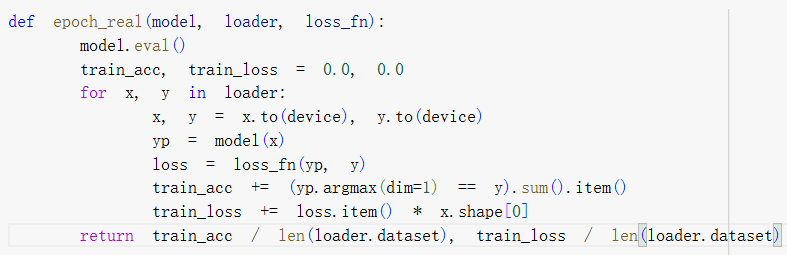 def epoch_real(model, loader, loss_fn):
    model.eval()
    train_acc, train_loss = 0.0, 0.0
    for x, y in loader:
        x, y = x.to(device), y.to(device)
        yp = model(x)
        loss = loss_fn(yp, y)
        train_acc += (yp.argmax(dim=1) == y).sum().item()
        train_loss += loss.item() * x.shape[0]
    return train_acc / len(loader.dataset), train_loss / len(loader.dataset)